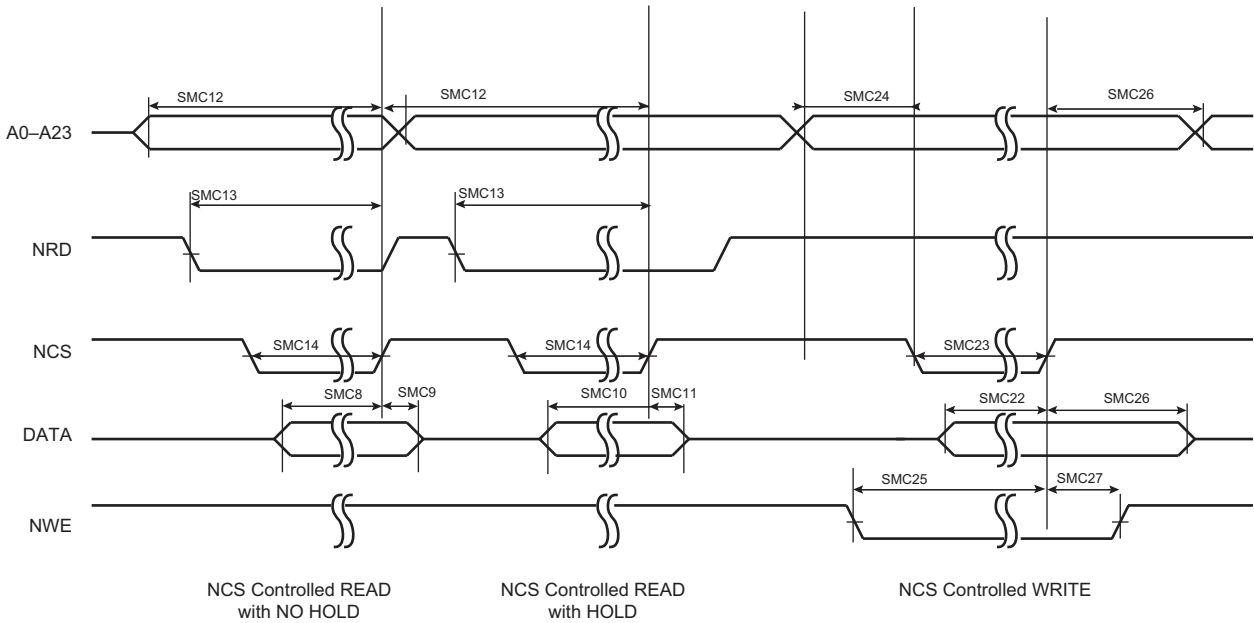 SMC12
SMC12
SMC24
SMC26
A0–A23
SMC13
SMC13
NRD
NCS
SMC14
SMC14
SMC23
SMC8
SMC9
SMC10
SMC11
SMC22
SMC26
DATA
SMC25
SMC27
NWE
NCS Controlled READ
with NO HOLD
NCS Controlled READ
with HOLD
NCS Controlled WRITE